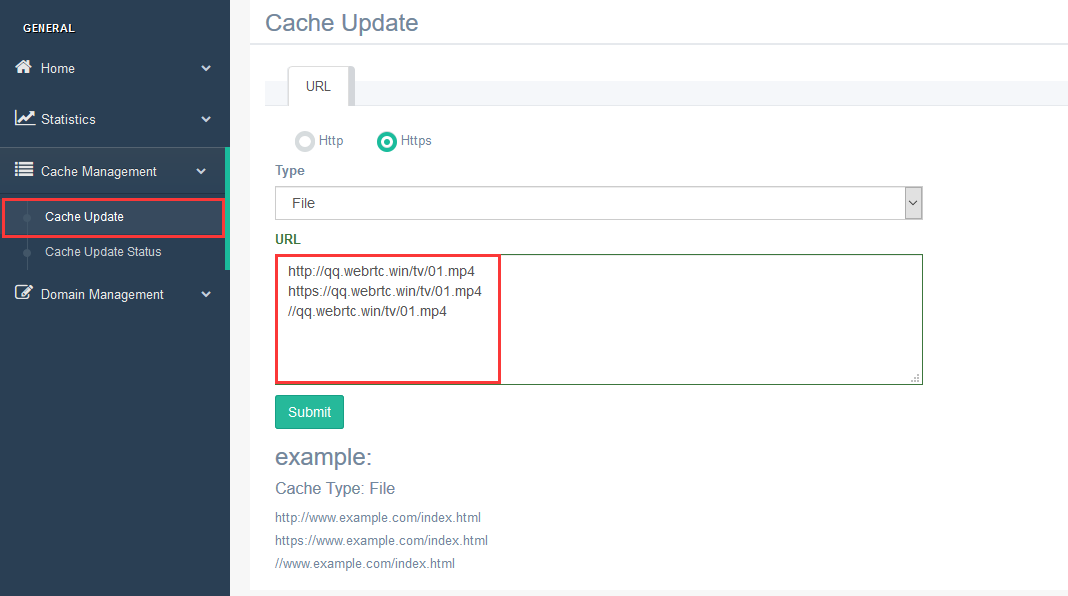 GENERAL
Home
Statistics
Cache Management
Cache Update
Cache Update Status
Domain Management
Cache Update
URL
Http Https
Type
File
URL
http://qq.webrtc.win/tv/01.mp4
https://qq.webrtc.win/tv/01.mp4
//qq.webrtc.win/tv/01.mp4
Submit
example:
Cache Type: File
http://www.example.com/index.html
https://www.example.com/index.html
//www.example.com/index.html